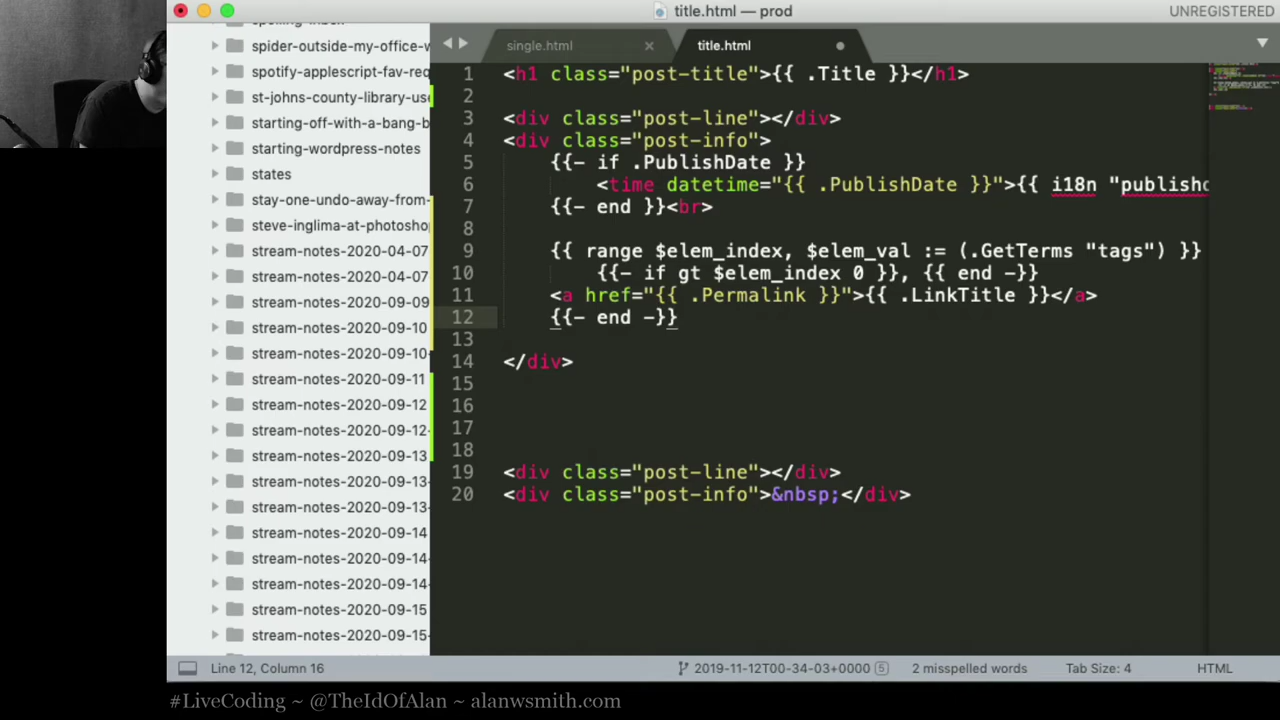 title.html — prod
UNREGISTERED
single.html
title.html
spider-outside-my-office-w
spotify-applescript-fav-req
st-johns-county-library-use
starting-off-with-a-bang-b
starting-wordpress-notes
states
stay-one-undo-away-from-
steve-inglima-at-photoshop
stream-notes-2020-04-07
stream-notes-2020-04-07
stream-notes-2020-09-09
stream-notes-2020-09-10
stream-notes-2020-09-10-
stream-notes-2020-09-11
stream-notes-2020-09-12
stream-notes-2020-09-12-
stream-notes-2020-09-13
stream-notes-2020-09-13-
stream-notes-2020-09-13-
stream-notes-2020-09-14
stream-notes-2020-09-14-
stream-notes-2020-09-14-
stream-notes-2020-09-15
stream-notes-2020-09-15-
1 <h1 class="post-title">{{ .Title }}</h1>
2
3 <div class="post-line"></div>
4 <div class="post-info">
5 {{- if .PublishDate }}
6 <time datetime="{{ .PublishDate }}">{{ i18n "publish
7 {{- end }}<br>
8
9 {{ range $elem_index, $elem_val := (.GetTerms "tags") }}
10 {{- if gt $elem_index 0 }}, {{ end -}}
11 <a href="{{ .Permalink }}">{{ .LinkTitle }}</a>
12 {{- end -}}
13
14 </div>
15
16
17
18
19 <div class="post-line"></div>
20 <div class="post-info">&nbsp;</div>
Line 12, Column 16
2019-11-12T00-34-03+0000 5
2 misspelled words
Tab Size: 4
HTML
#LiveCoding ~ @TheIdOfAlan ~ alanwsmith.com